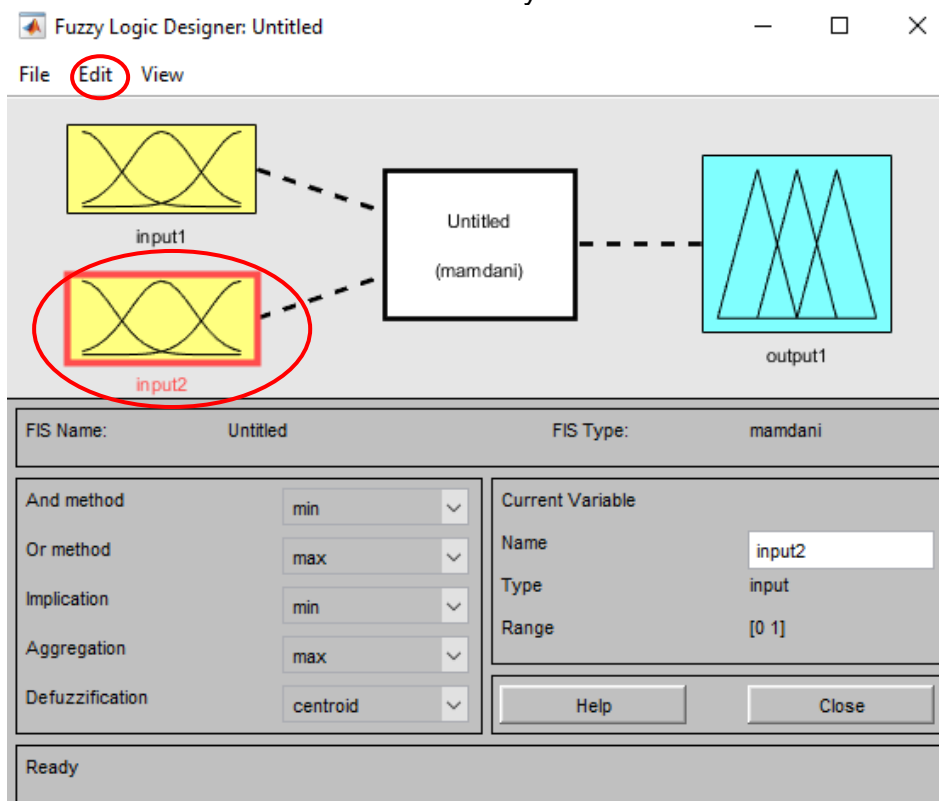 Fuzzy Logic Designer: Untitled
File Edit View
input1
input2
Untitled
(mamdani)
output1
FIS Name: Untitled FIS Type: mamdani
And method min
Or method max
Implication min
Aggregation max
Defuzzification centroid
Current Variable
Name input2
Type input
Range [0 1]
Help Close
Ready